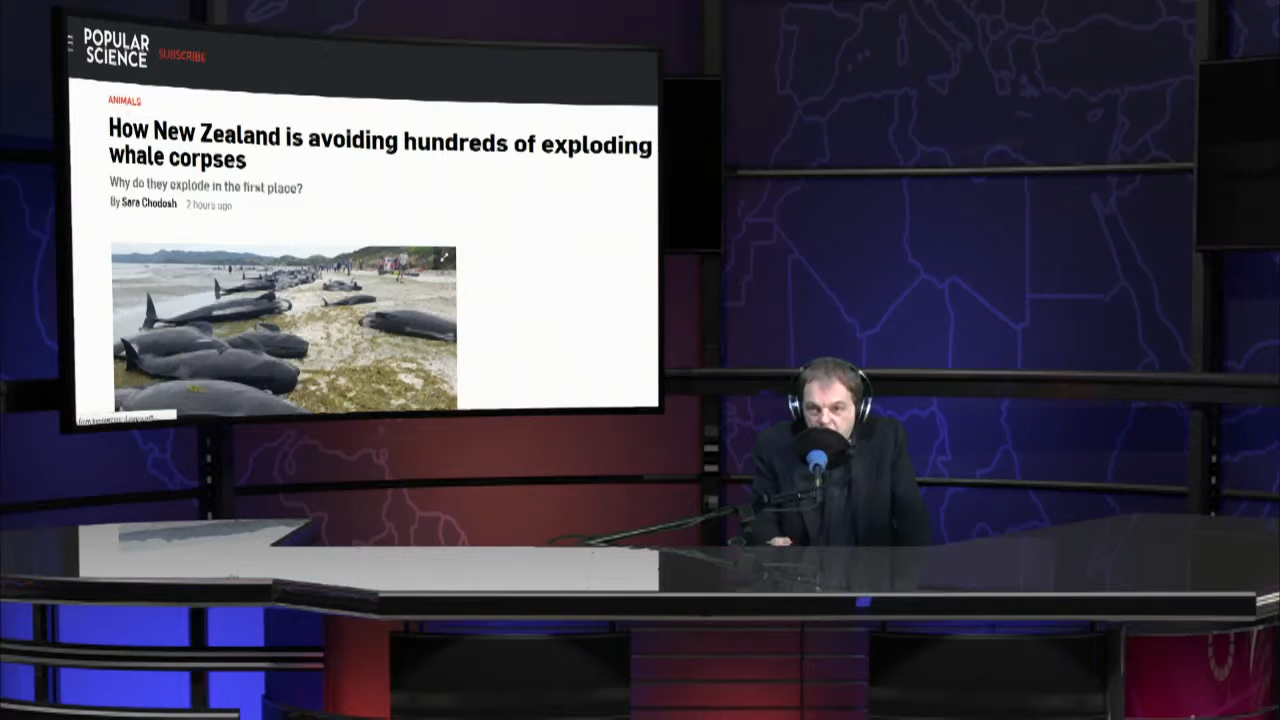 POPULAR
SCIENCE
SUBSCRIBE
ANIMALS
How New Zealand is avoiding hundreds of exploding
whale corpses
Why do they explode in the first place?
By Sara Chodosh 2 hours ago